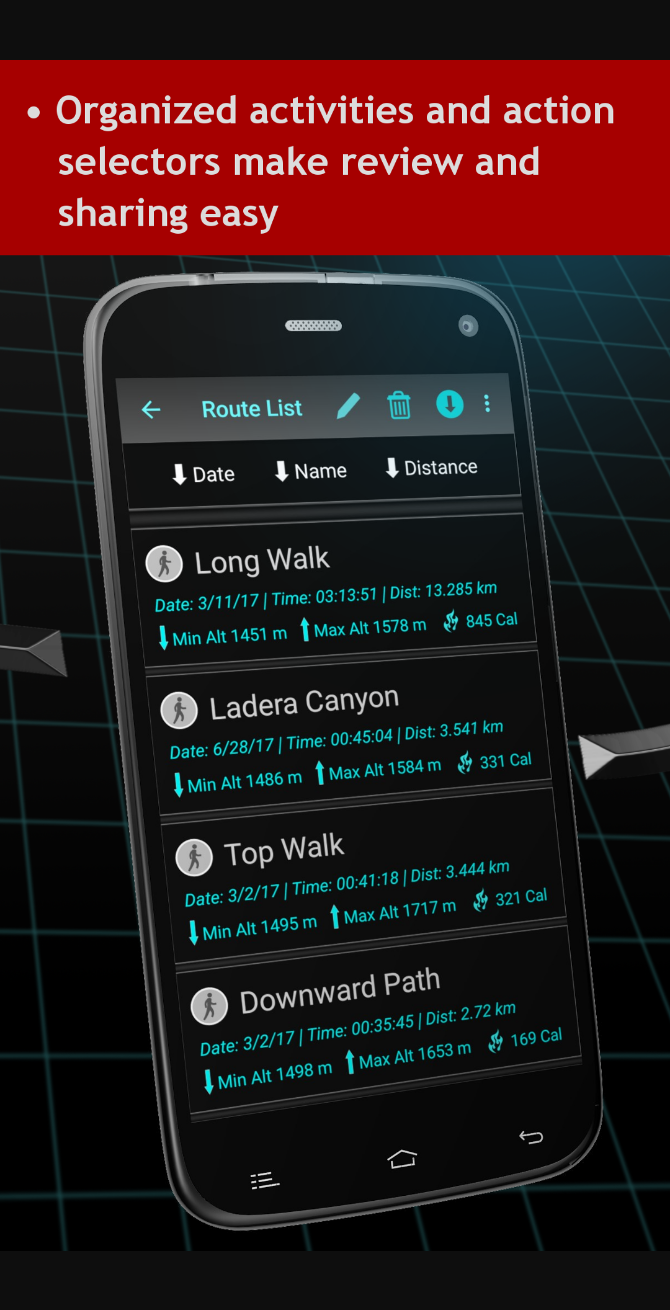 • Organized activities and action
selectors make review and
sharing easy
Route List
Date Name Distance
Long Walk
Date: 3/11/17 | Time: 03:13:51 | Dist: 13.285 km
Min Alt 1451 m Max Alt 1578 m 845 Cal
Ladera Canyon
Date: 6/28/17 | Time: 00:45:04 | Dist: 3.541 km
Min Alt 1486 m Max Alt 1584 m 331 Cal
Top Walk
Date: 3/2/17 | Time: 00:41:18 | Dist: 3.444 km
Min Alt 1495 m Max Alt 1717 m 321 Cal
Downward Path
Date: 3/2/17 | Time: 00:35:45 | Dist: 2.72 km
Min Alt 1498 m Max Alt 1653 m 169 Cal